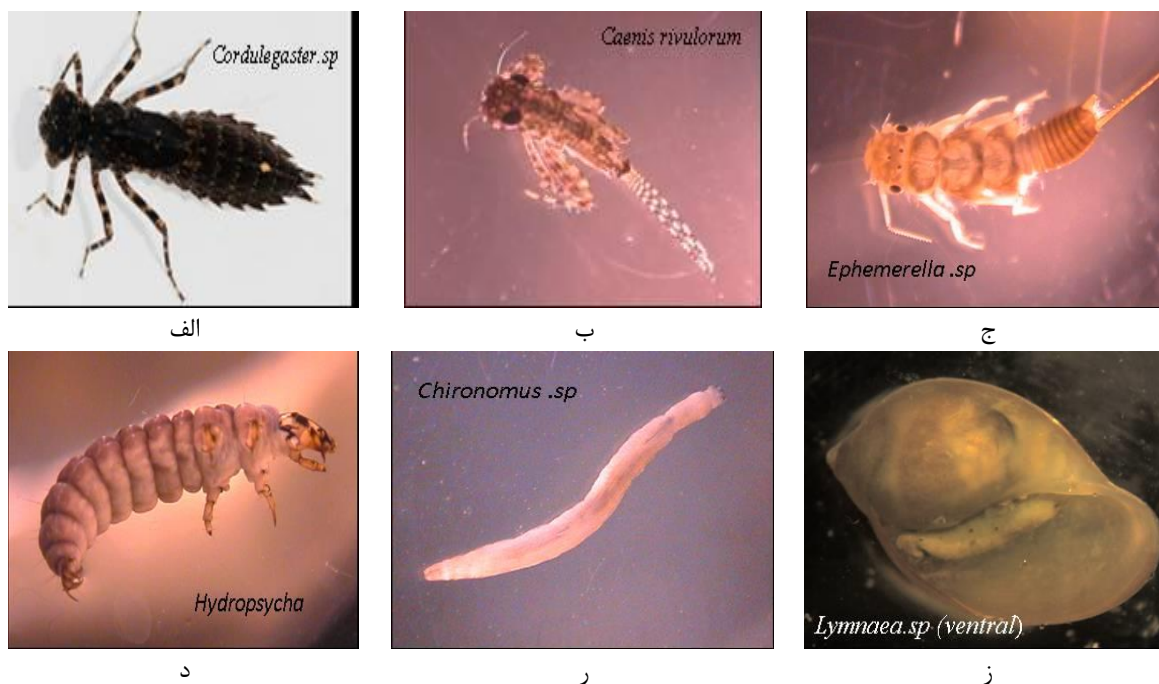 Cordulegaster.sp
Caenis rivulorum
Ephemerella .sp
الف
ب
ج
Hydropsycha
Chironomus .sp
Lymnaea.sp (ventral)
د
ر
ز